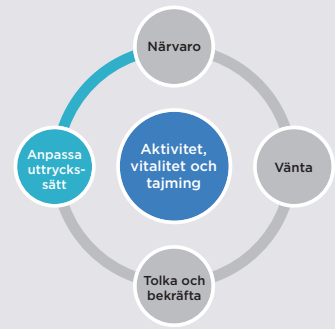 Närvaro
Anpassa
uttrycks-
sätt
Aktivitet,
vitalitet och
tajming
Vänta
Tolka och
bekräfta